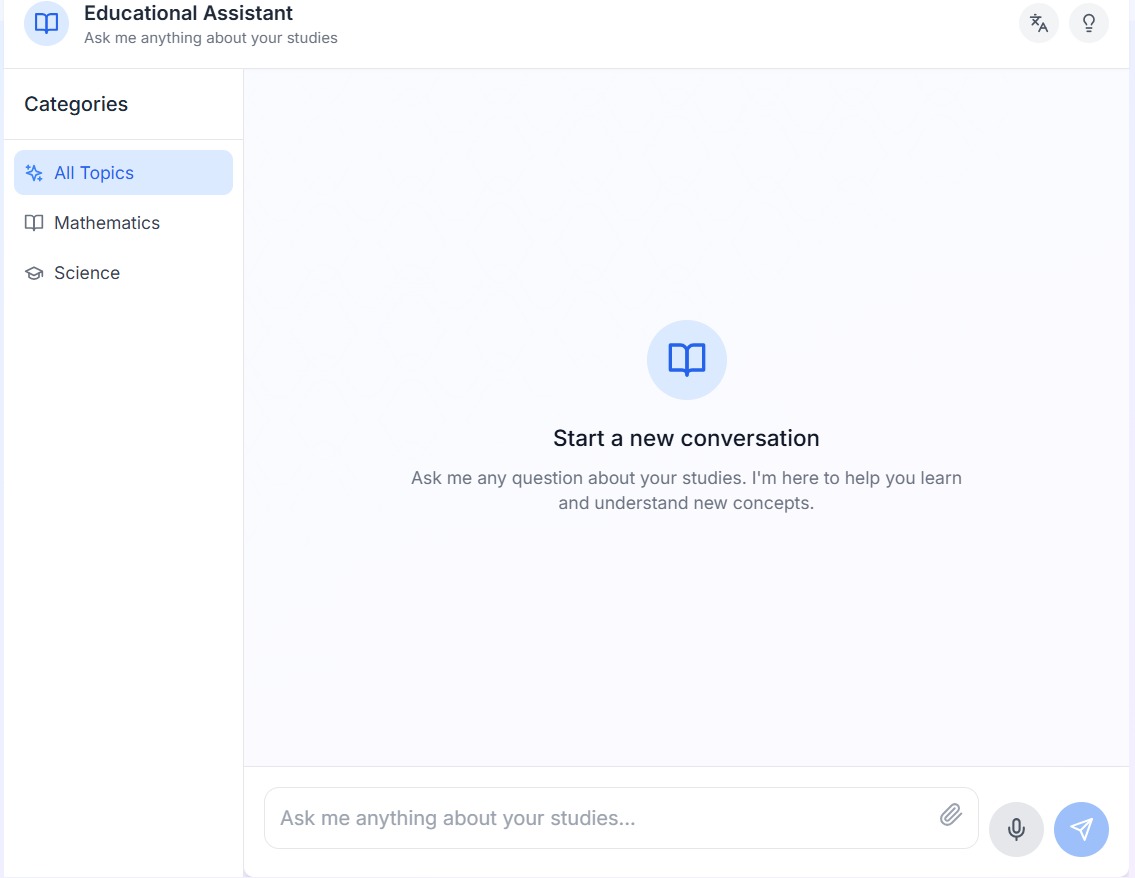 Educational Assistant
Ask me anything about your studies
Categories
All Topics
Mathematics
Science
Start a new conversation
Ask me any question about your studies. I'm here to help you learn
and understand new concepts.
Ask me anything about your studies...